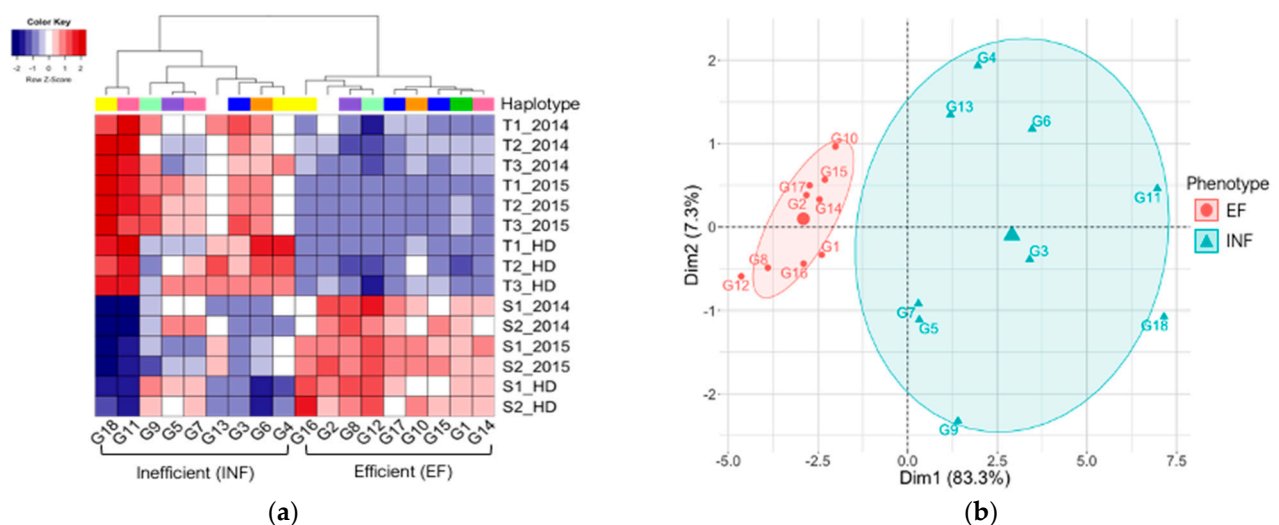 Color Key
-2 -1 0 1 2
Row Z-Score
Haplotype
T1_2014
T2_2014
T3_2014
T1_2015
T2_2015
T3_2015
T1_HD
T2_HD
T3_HD
S1_2014
S2_2014
S1_2015
S2_2015
S1_HD
S2_HD
G18 G11 G9 G5 G7 G13 G3 G6 G4 G16 G2 G8 G12 G17 G10 G15 G1 G14
Inefficient (INF) Efficient (EF)
(a)
Dim2 (7.3%)
2
1
0
-1
-2
G4
G13
G6
G10
G15
G17
G2
G14
G11
G1
G3
G8
G16
G12
G7
G5
G18
G9
-5.0 -2.5 0.0 2.5 5.0 7.5
Dim1 (83.3%)
Phenotype
EF
INF
(b)